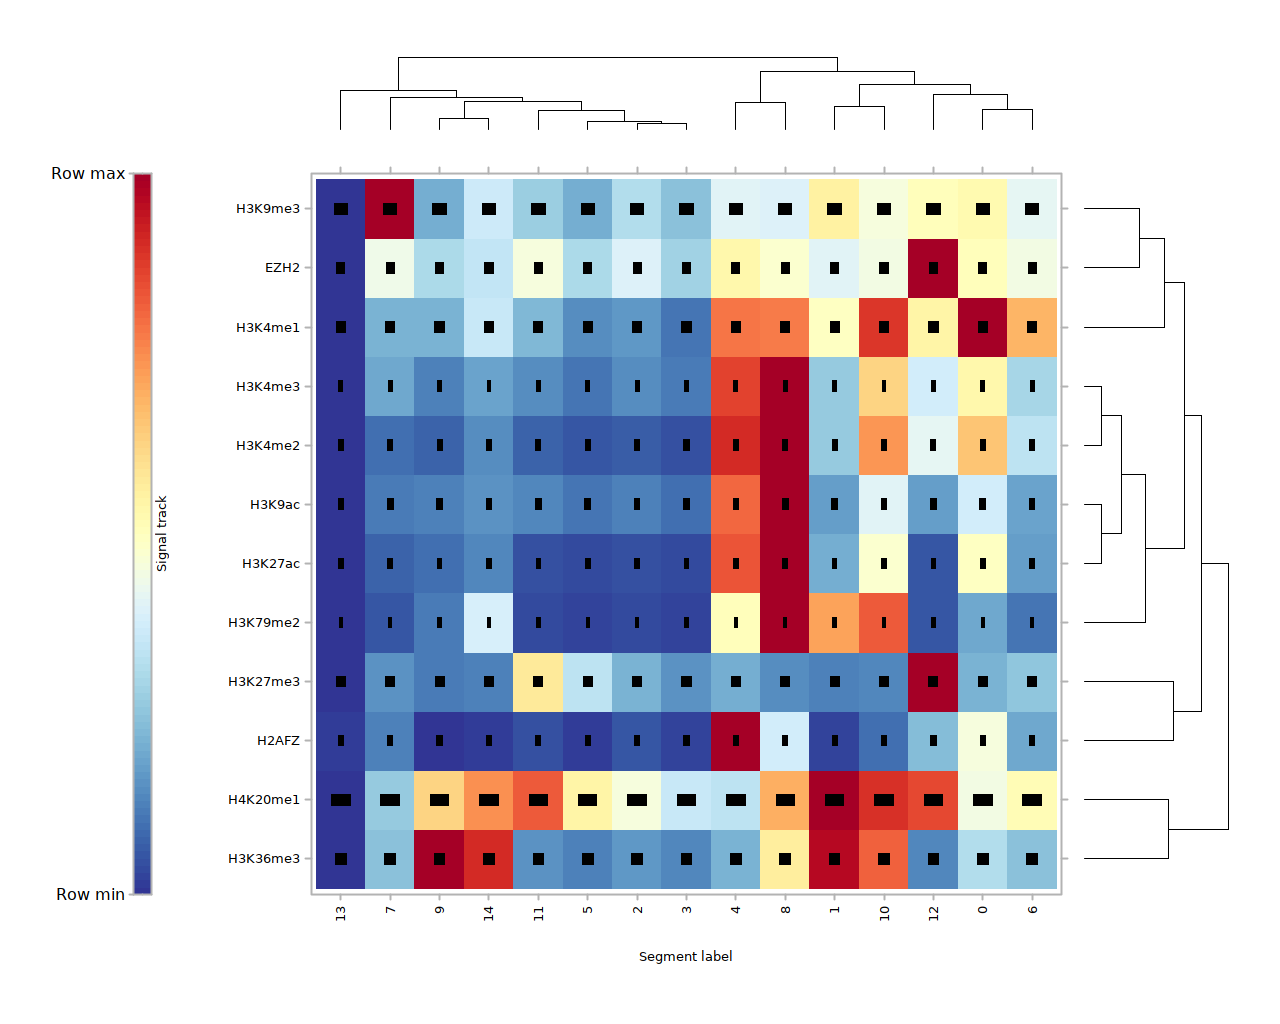 Row max
Signal track
Row min
H3K9me3
EZH2
H3K4me1
H3K4me3
H3K4me2
H3K9ac
H3K27ac
H3K79me2
H3K27me3
H2AFZ
H4K20me1
H3K36me3
13 7 9 14 11 5 2 3 4 8 1 10 12 0 6
Segment label